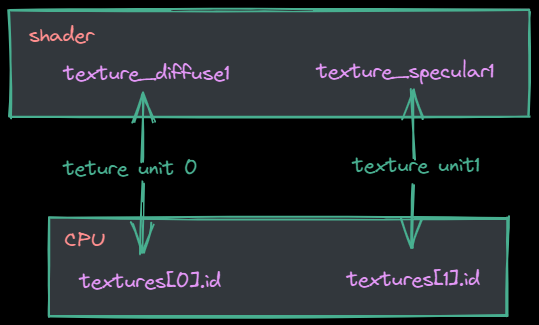 shader
texture_diffuse1
texture_specular1
teture unit 0
texture unit1
CPU
textures[0].id
textures[1].id